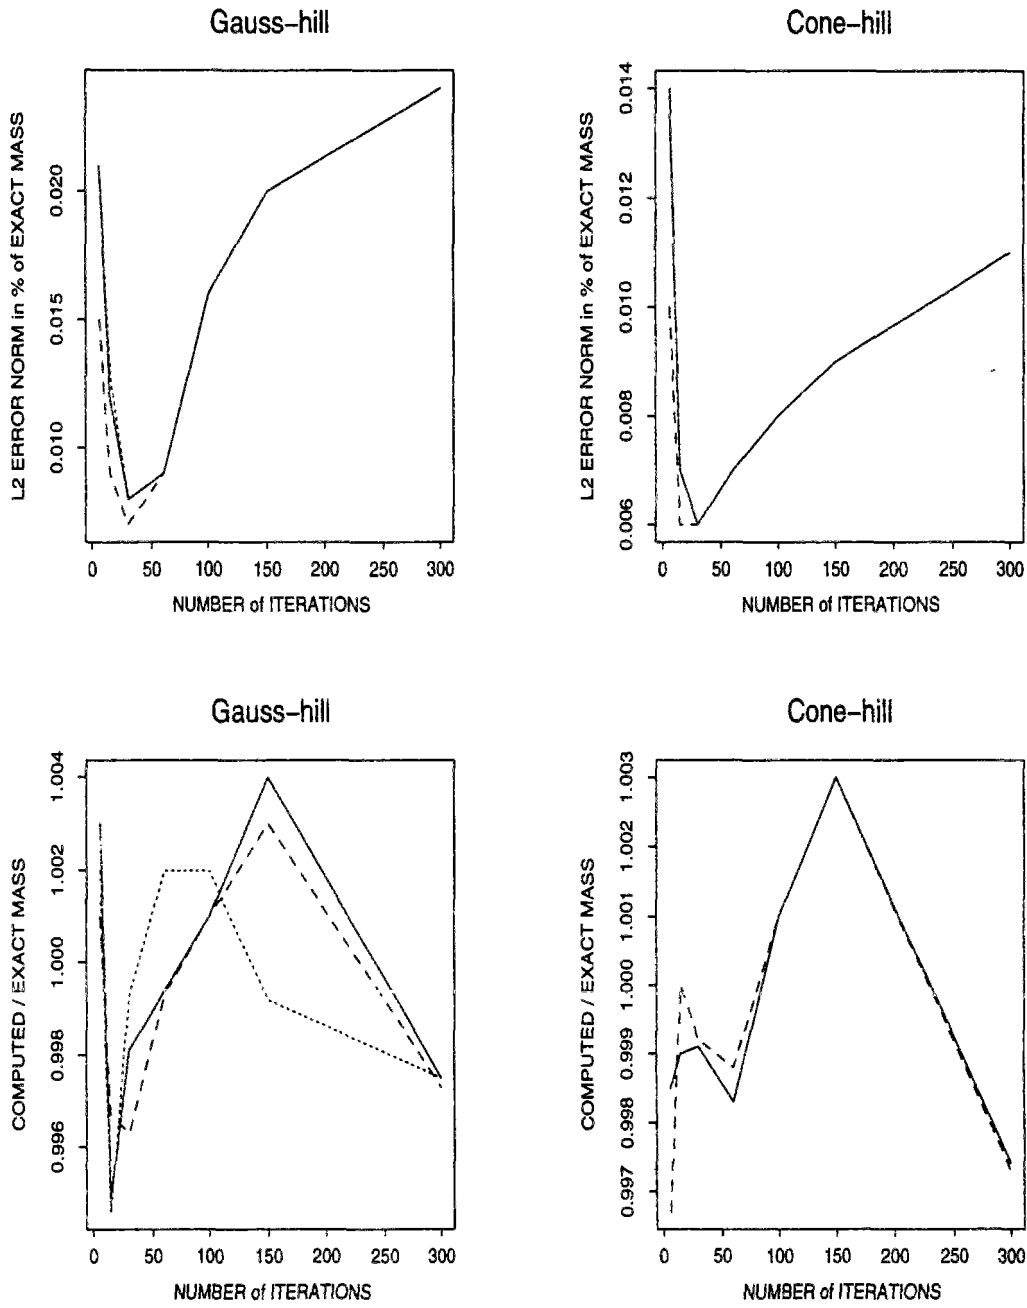 Gauss–hill
L2 ERROR NORM in % of EXACT MASS
0.010 0.015 0.020
0 50 100 150 200 250 300
NUMBER of ITERATIONS
Cone–hill
L2 ERROR NORM in % of EXACT MASS
0.006 0.008 0.010 0.012 0.014
0 50 100 150 200 250 300
NUMBER of ITERATIONS
Gauss–hill
COMPUTED / EXACT MASS
0.996 0.998 1.000 1.002 1.004
0 50 100 150 200 250 300
NUMBER of ITERATIONS
Cone–hill
COMPUTED / EXACT MASS
0.997 0.998 0.999 1.000 1.001 1.002 1.003
0 50 100 150 200 250 300
NUMBER of ITERATIONS